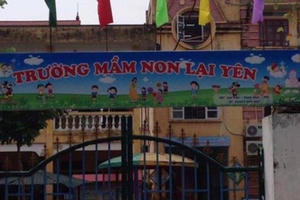 TRƯỜNG MẦM NON LẠI YÊN